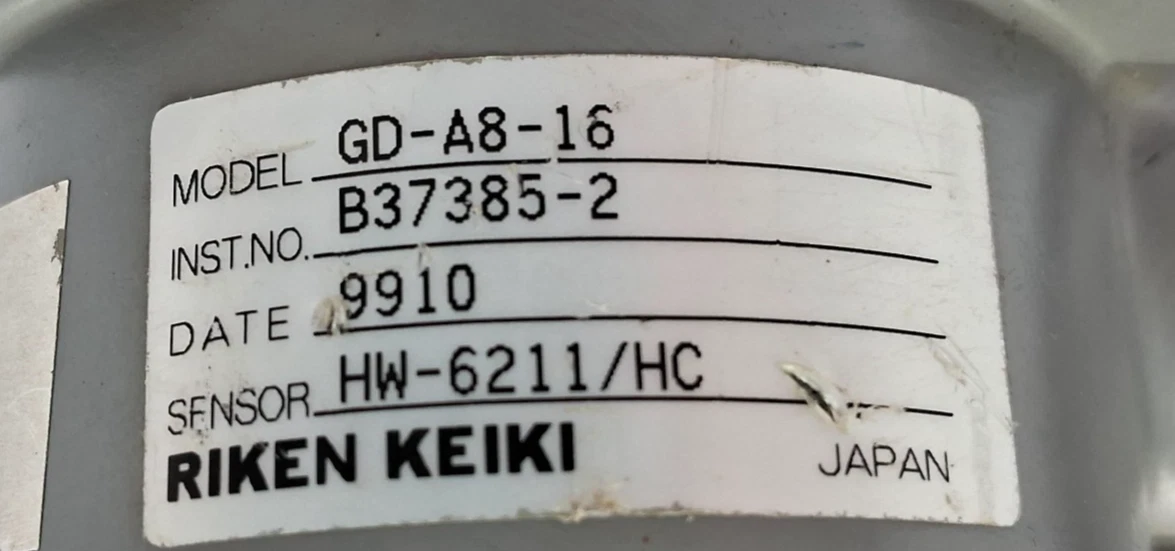 MODEL GD-A8-16
INST.NO. B37385-2
DATE 9910
SENSOR HW-6211/HC
RIKEN KEIKI JAPAN